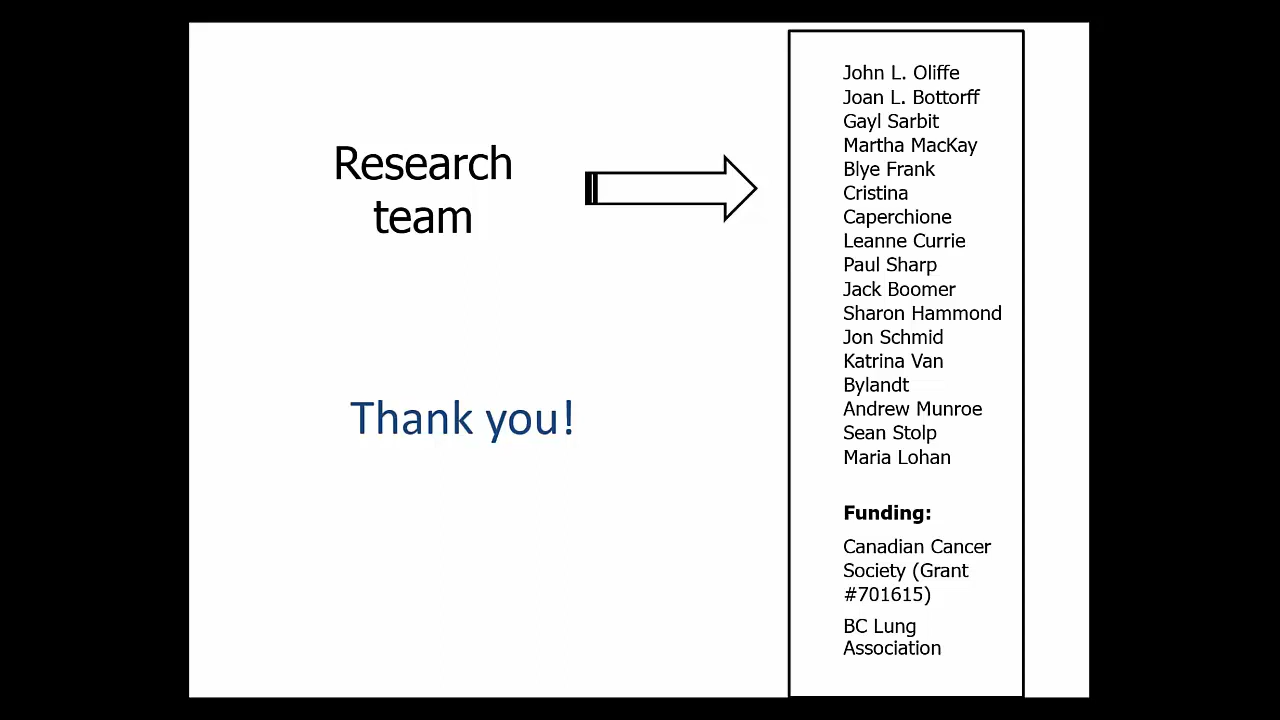 Research
team
Thank you!
John L. Oliffe
Joan L. Bottorff
Gayl Sarbit
Martha MacKay
Blye Frank
Cristina
Caperchione
Leanne Currie
Paul Sharp
Jack Boomer
Sharon Hammond
Jon Schmid
Katrina Van
Bylandt
Andrew Munroe
Sean Stolp
Maria Lohan
Funding:
Canadian Cancer
Society (Grant
#701615)
BC Lung
Association